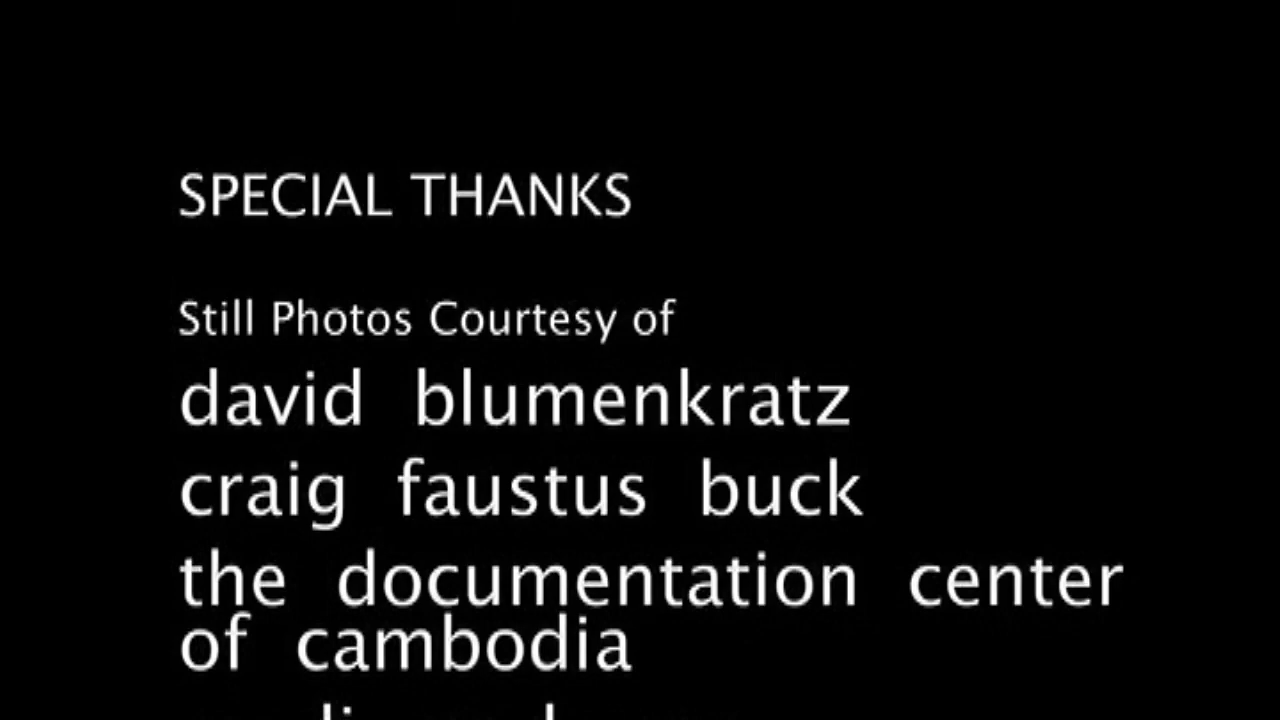 SPECIAL THANKS
Still Photos Courtesy of
david blumenkratz
craig faustus buck
the documentation center
of cambodia